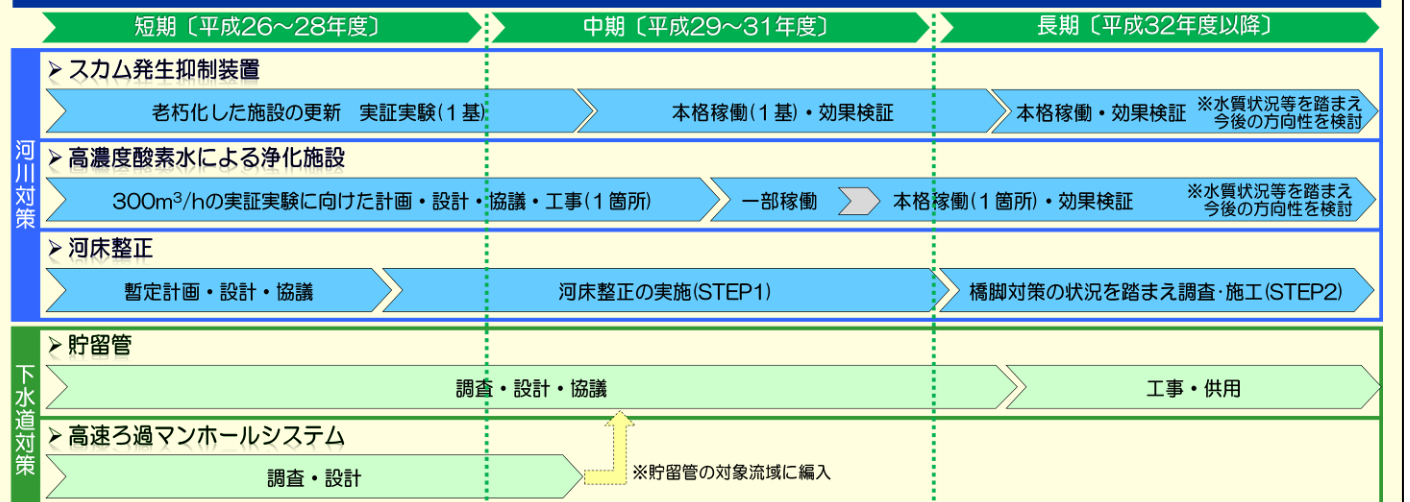 短期〔平成26～28年度〕
中期〔平成29～31年度〕
長期〔平成32年度以降〕
河川対策
➢ スカム発生抑制装置
老朽化した施設の更新　実証実験(１基)
本格稼働(１基)・効果検証
本格稼働・効果検証
※水質状況等を踏まえ
今後の方向性を検討
➢ 高濃度酸素水による浄化施設
300m³/hの実証実験に向けた計画・設計・協議・工事(１箇所)
一部稼働
本格稼働(１箇所)・効果検証
※水質状況等を踏まえ
今後の方向性を検討
➢ 河床整正
暫定計画・設計・協議
河床整正の実施(STEP1)
橋脚対策の状況を踏まえ調査･施工(STEP2)
下水道対策
➢ 貯留管
調査・設計・協議
工事・供用
➢ 高速ろ過マンホールシステム
調査・設計
※貯留管の対象流域に編入